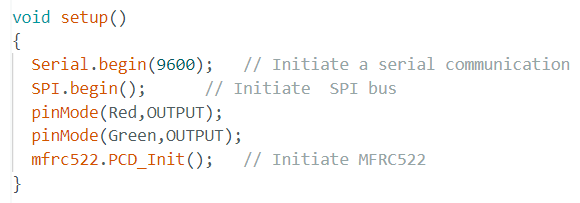 void setup()
{
  Serial.begin(9600);   // Initiate a serial communication
  SPI.begin();      // Initiate  SPI bus
  pinMode(Red,OUTPUT);
  pinMode(Green,OUTPUT);
  mfrc522.PCD_Init();   // Initiate MFRC522
}